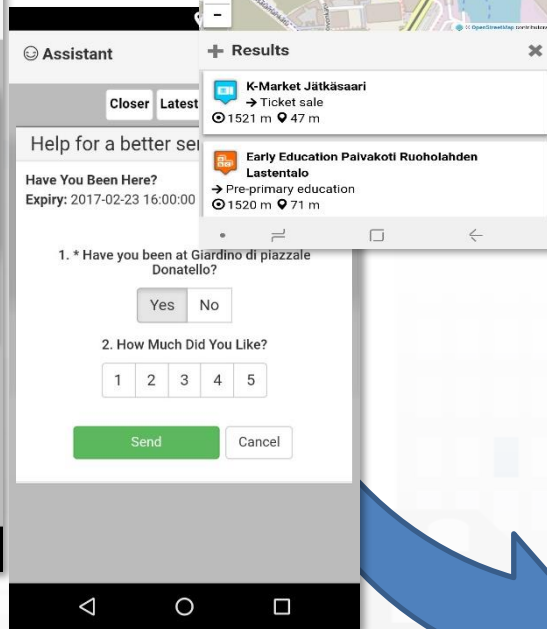 © OpenStreetMap contributors
Assistant
Closer Latest
Help for a better
Have You Been Here?
Expiry: 2017-02-23 16:00:00
1. * Have you been at Giardino di piazzale
Donatello?
Yes No
2. How Much Did You Like?
1 2 3 4 5
Send Cancel
+ Results
K-Market Jätkäsaari
→ Ticket sale
1521 m 47 m
Early Education Paivakoti Ruoholahden
Lastentalo
→ Pre-primary education
1520 m 71 m